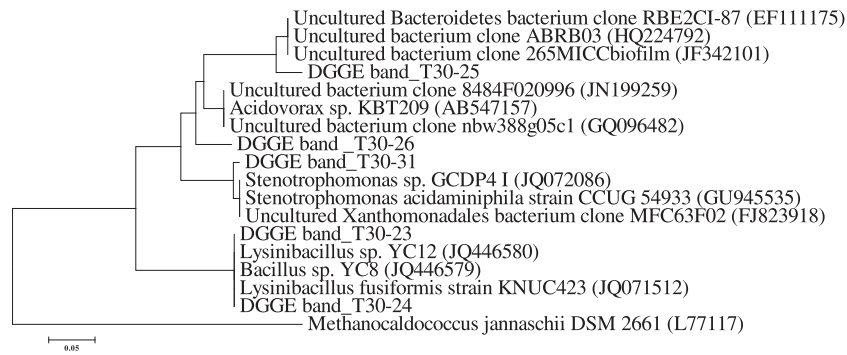 Uncultured Bacteroidetes bacterium clone RBE2CI-87 (EF111175)
Uncultured bacterium clone ABRB03 (HQ224792)
Uncultured bacterium clone 265MICCbiofilm (JF342101)
DGGE band_T30-25
Uncultured bacterium clone 8484F020996 (JN199259)
Acidovorax sp. KBT209 (AB547157)
Uncultured bacterium clone nbw388g05c1 (GQ096482)
DGGE band _T30-26
DGGE band_T30-31
Stenotrophomonas sp. GCDP4 I (JQ072086)
Stenotrophomonas acidaminiphila strain CCUG 54933 (GU945535)
Uncultured Xanthomonadales bacterium clone MFC63F02 (FJ823918)
DGGE band_T30-23
Lysinibacillus sp. YC12 (JQ446580)
Bacillus sp. YC8 (JQ446579)
Lysinibacillus fusiformis strain KNUC423 (JQ071512)
DGGE band_T30-24
Methanocaldococcus jannaschii DSM 2661 (L77117)
0.05